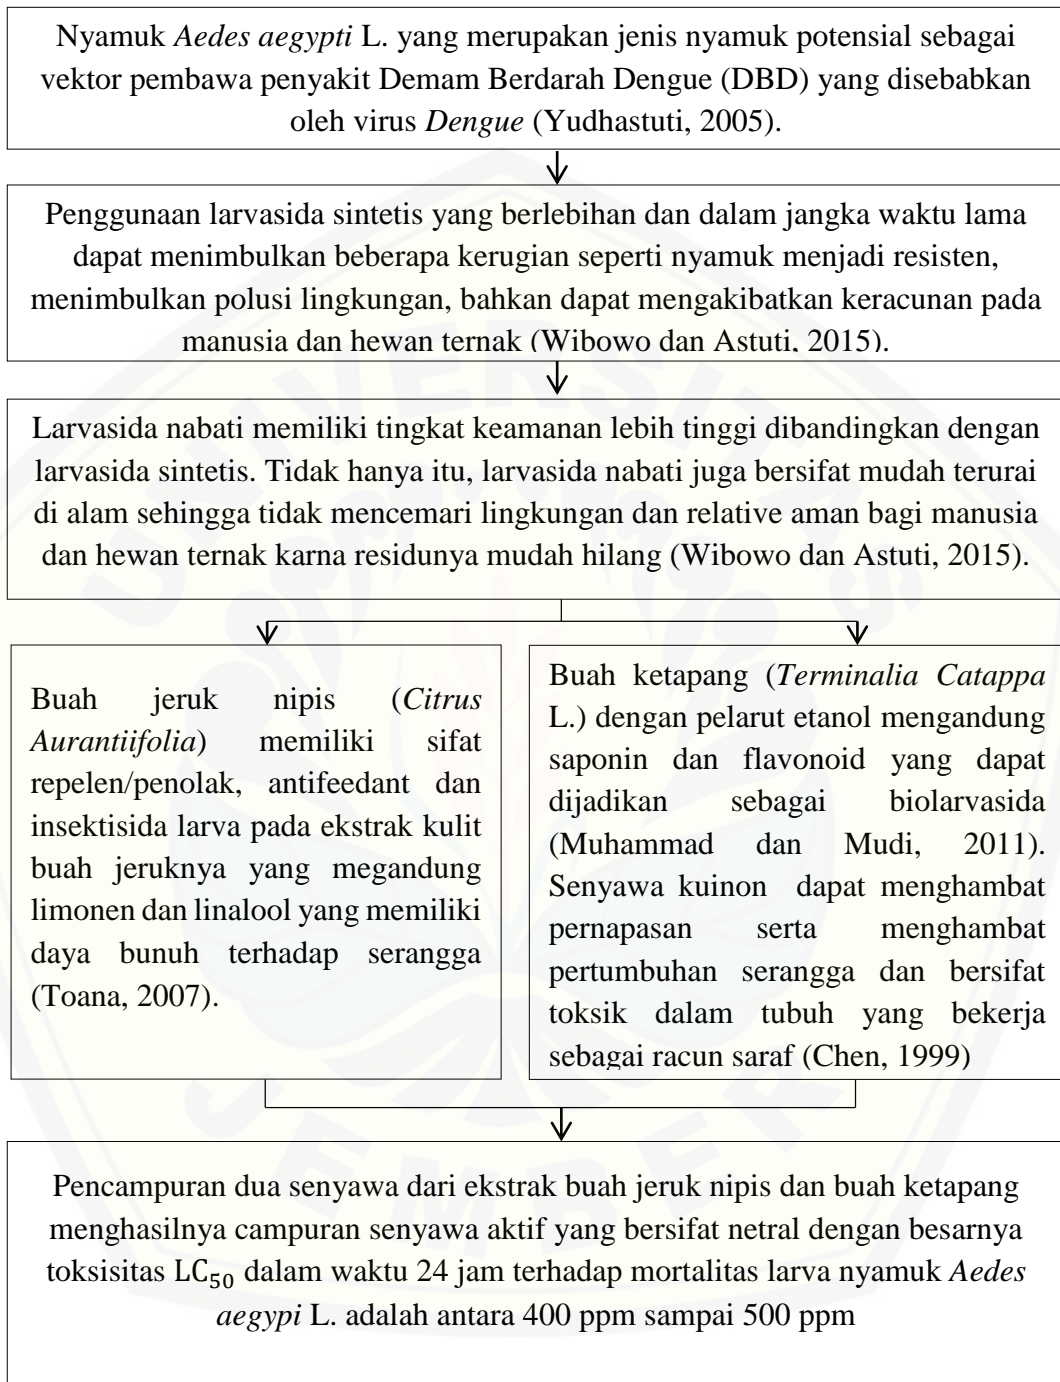 Nyamuk Aedes aegypti L. yang merupakan jenis nyamuk potensial sebagai
vektor pembawa penyakit Demam Berdarah Dengue (DBD) yang disebabkan
oleh virus Dengue (Yudhastuti, 2005).
Penggunaan larvasida sintetis yang berlebihan dan dalam jangka waktu lama
dapat menimbulkan beberapa kerugian seperti nyamuk menjadi resisten,
menimbulkan polusi lingkungan, bahkan dapat mengakibatkan keracunan pada
manusia dan hewan ternak (Wibowo dan Astuti, 2015).
Larvasida nabati memiliki tingkat keamanan lebih tinggi dibandingkan dengan
larvasida sintetis. Tidak hanya itu, larvasida nabati juga bersifat mudah terurai
di alam sehingga tidak mencemari lingkungan dan relative aman bagi manusia
dan hewan ternak karna residunya mudah hilang (Wibowo dan Astuti, 2015).
Buah jeruk nipis (Citrus
Aurantiifolia) memiliki sifat
repelen/penolak, antifeedant dan
insektisida larva pada ekstrak kulit
buah jeruknya yang megandung
limonen dan linalool yang memiliki
daya bunuh terhadap serangga
(Toana, 2007).
Buah ketapang (Terminalia Catappa
L.) dengan pelarut etanol mengandung
saponin dan flavonoid yang dapat
dijadikan sebagai biolarvasida
(Muhammad dan Mudi, 2011).
Senyawa kuinon dapat menghambat
pernapasan serta menghambat
pertumbuhan serangga dan bersifat
toksik dalam tubuh yang bekerja
sebagai racun saraf (Chen, 1999)
Pencampuran dua senyawa dari ekstrak buah jeruk nipis dan buah ketapang
menghasilnya campuran senyawa aktif yang bersifat netral dengan besarnya
toksisitas LC₅₀ dalam waktu 24 jam terhadap mortalitas larva nyamuk Aedes
aegypi L. adalah antara 400 ppm sampai 500 ppm
UNIVERSITAS
JEMBER